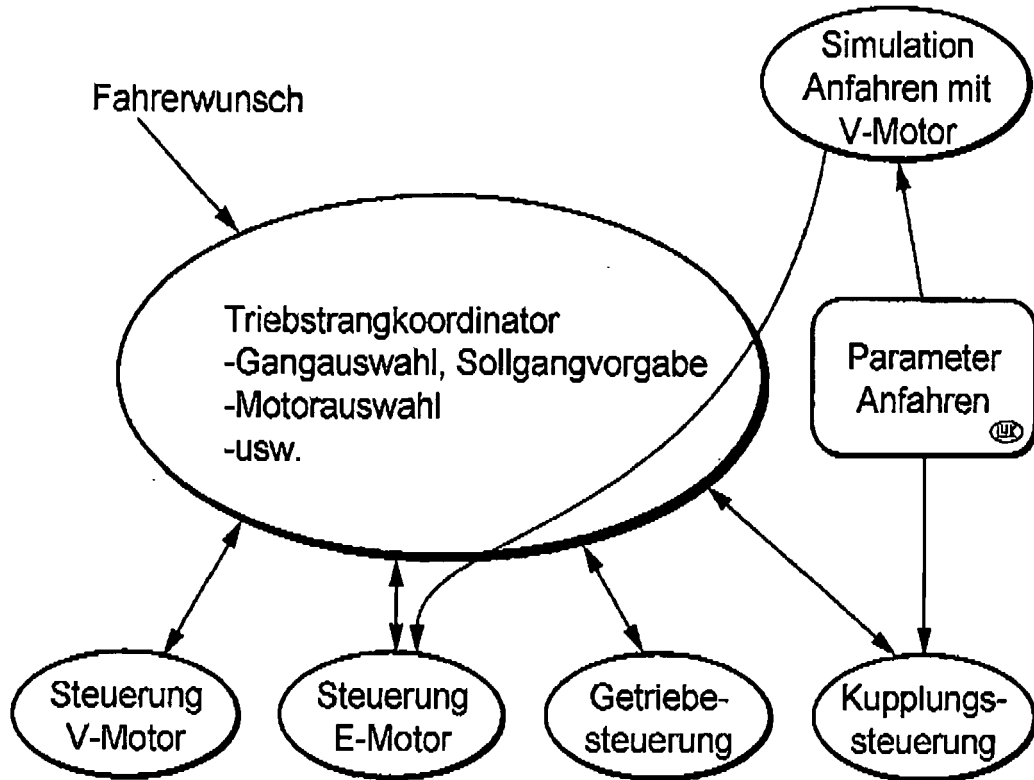 Simulation
Anfahren mit
V-Motor
Fahrerwunsch
Triebstrangkoordinator
-Gangauswahl, Sollgangvorgabe
-Motorauswahl
-usw.
Parameter
Anfahren
LuK
Steuerung
V-Motor
Steuerung
E-Motor
Getriebe-
steuerung
Kupplungs-
steuerung